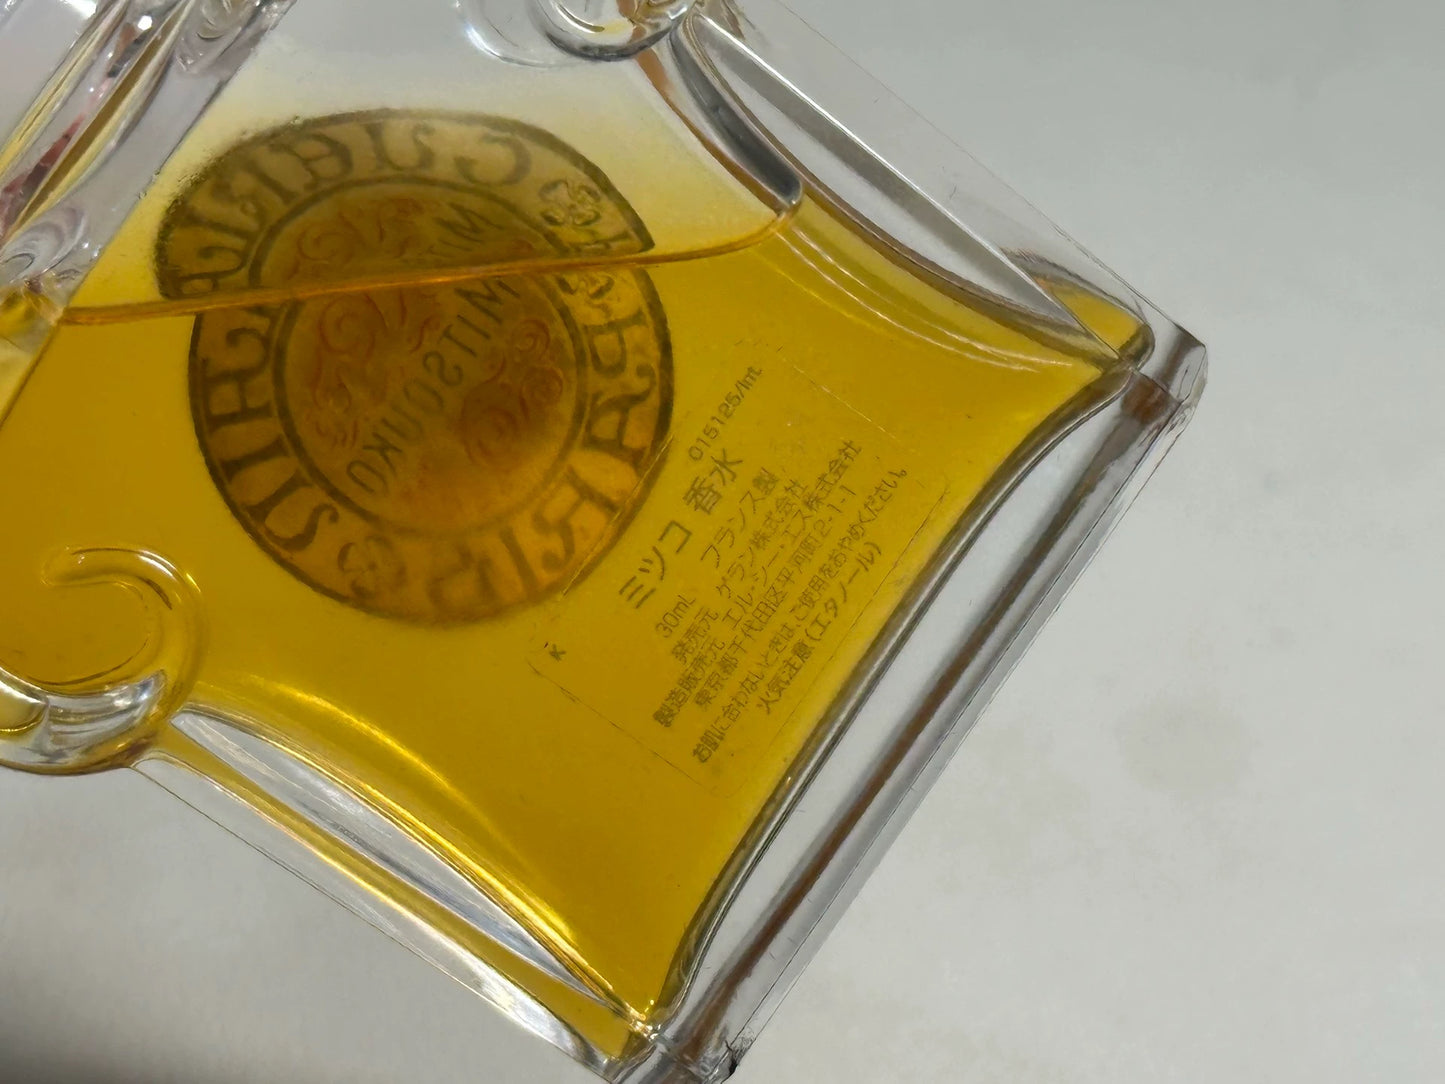 GUERLAIN
PARIS
MITSOUKO
015125/Int.
ミツコ 香水
30mL フランス製
発売元 ゲラン株式会社
製造販売元 エル・シー・エス株式会社
東京都千代田区平河町2-1-1
お肌に合わないときは、ご使用をおやめください。
火気注意(エタノール)
K